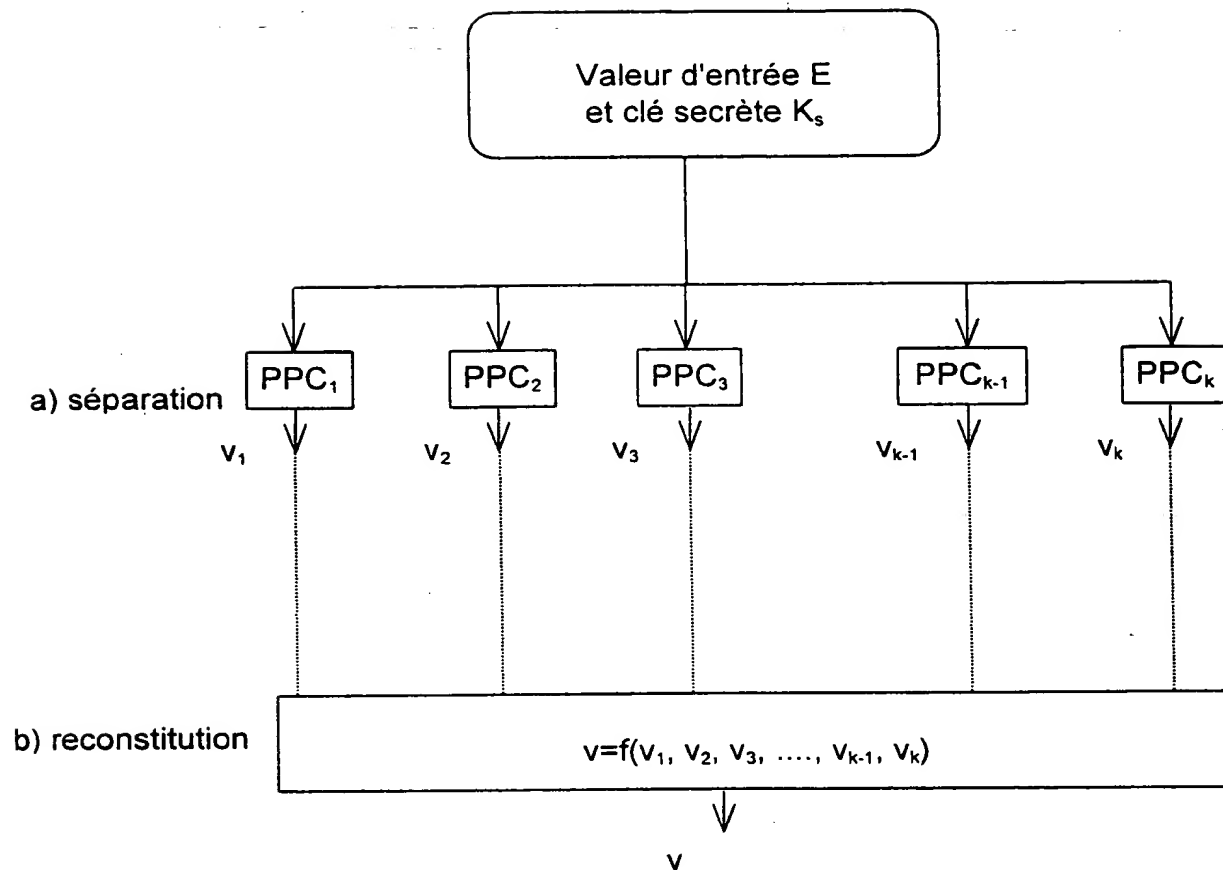 Valeur d'entrée E
et clé secrète Kₛ
a) séparation
PPC₁ PPC₂ PPC₃ PPCₖ₋₁ PPCₖ
v₁ v₂ v₃ vₖ₋₁ vₖ
b) reconstitution
v=f(v₁, v₂, v₃, ...., vₖ₋₁, vₖ)
v